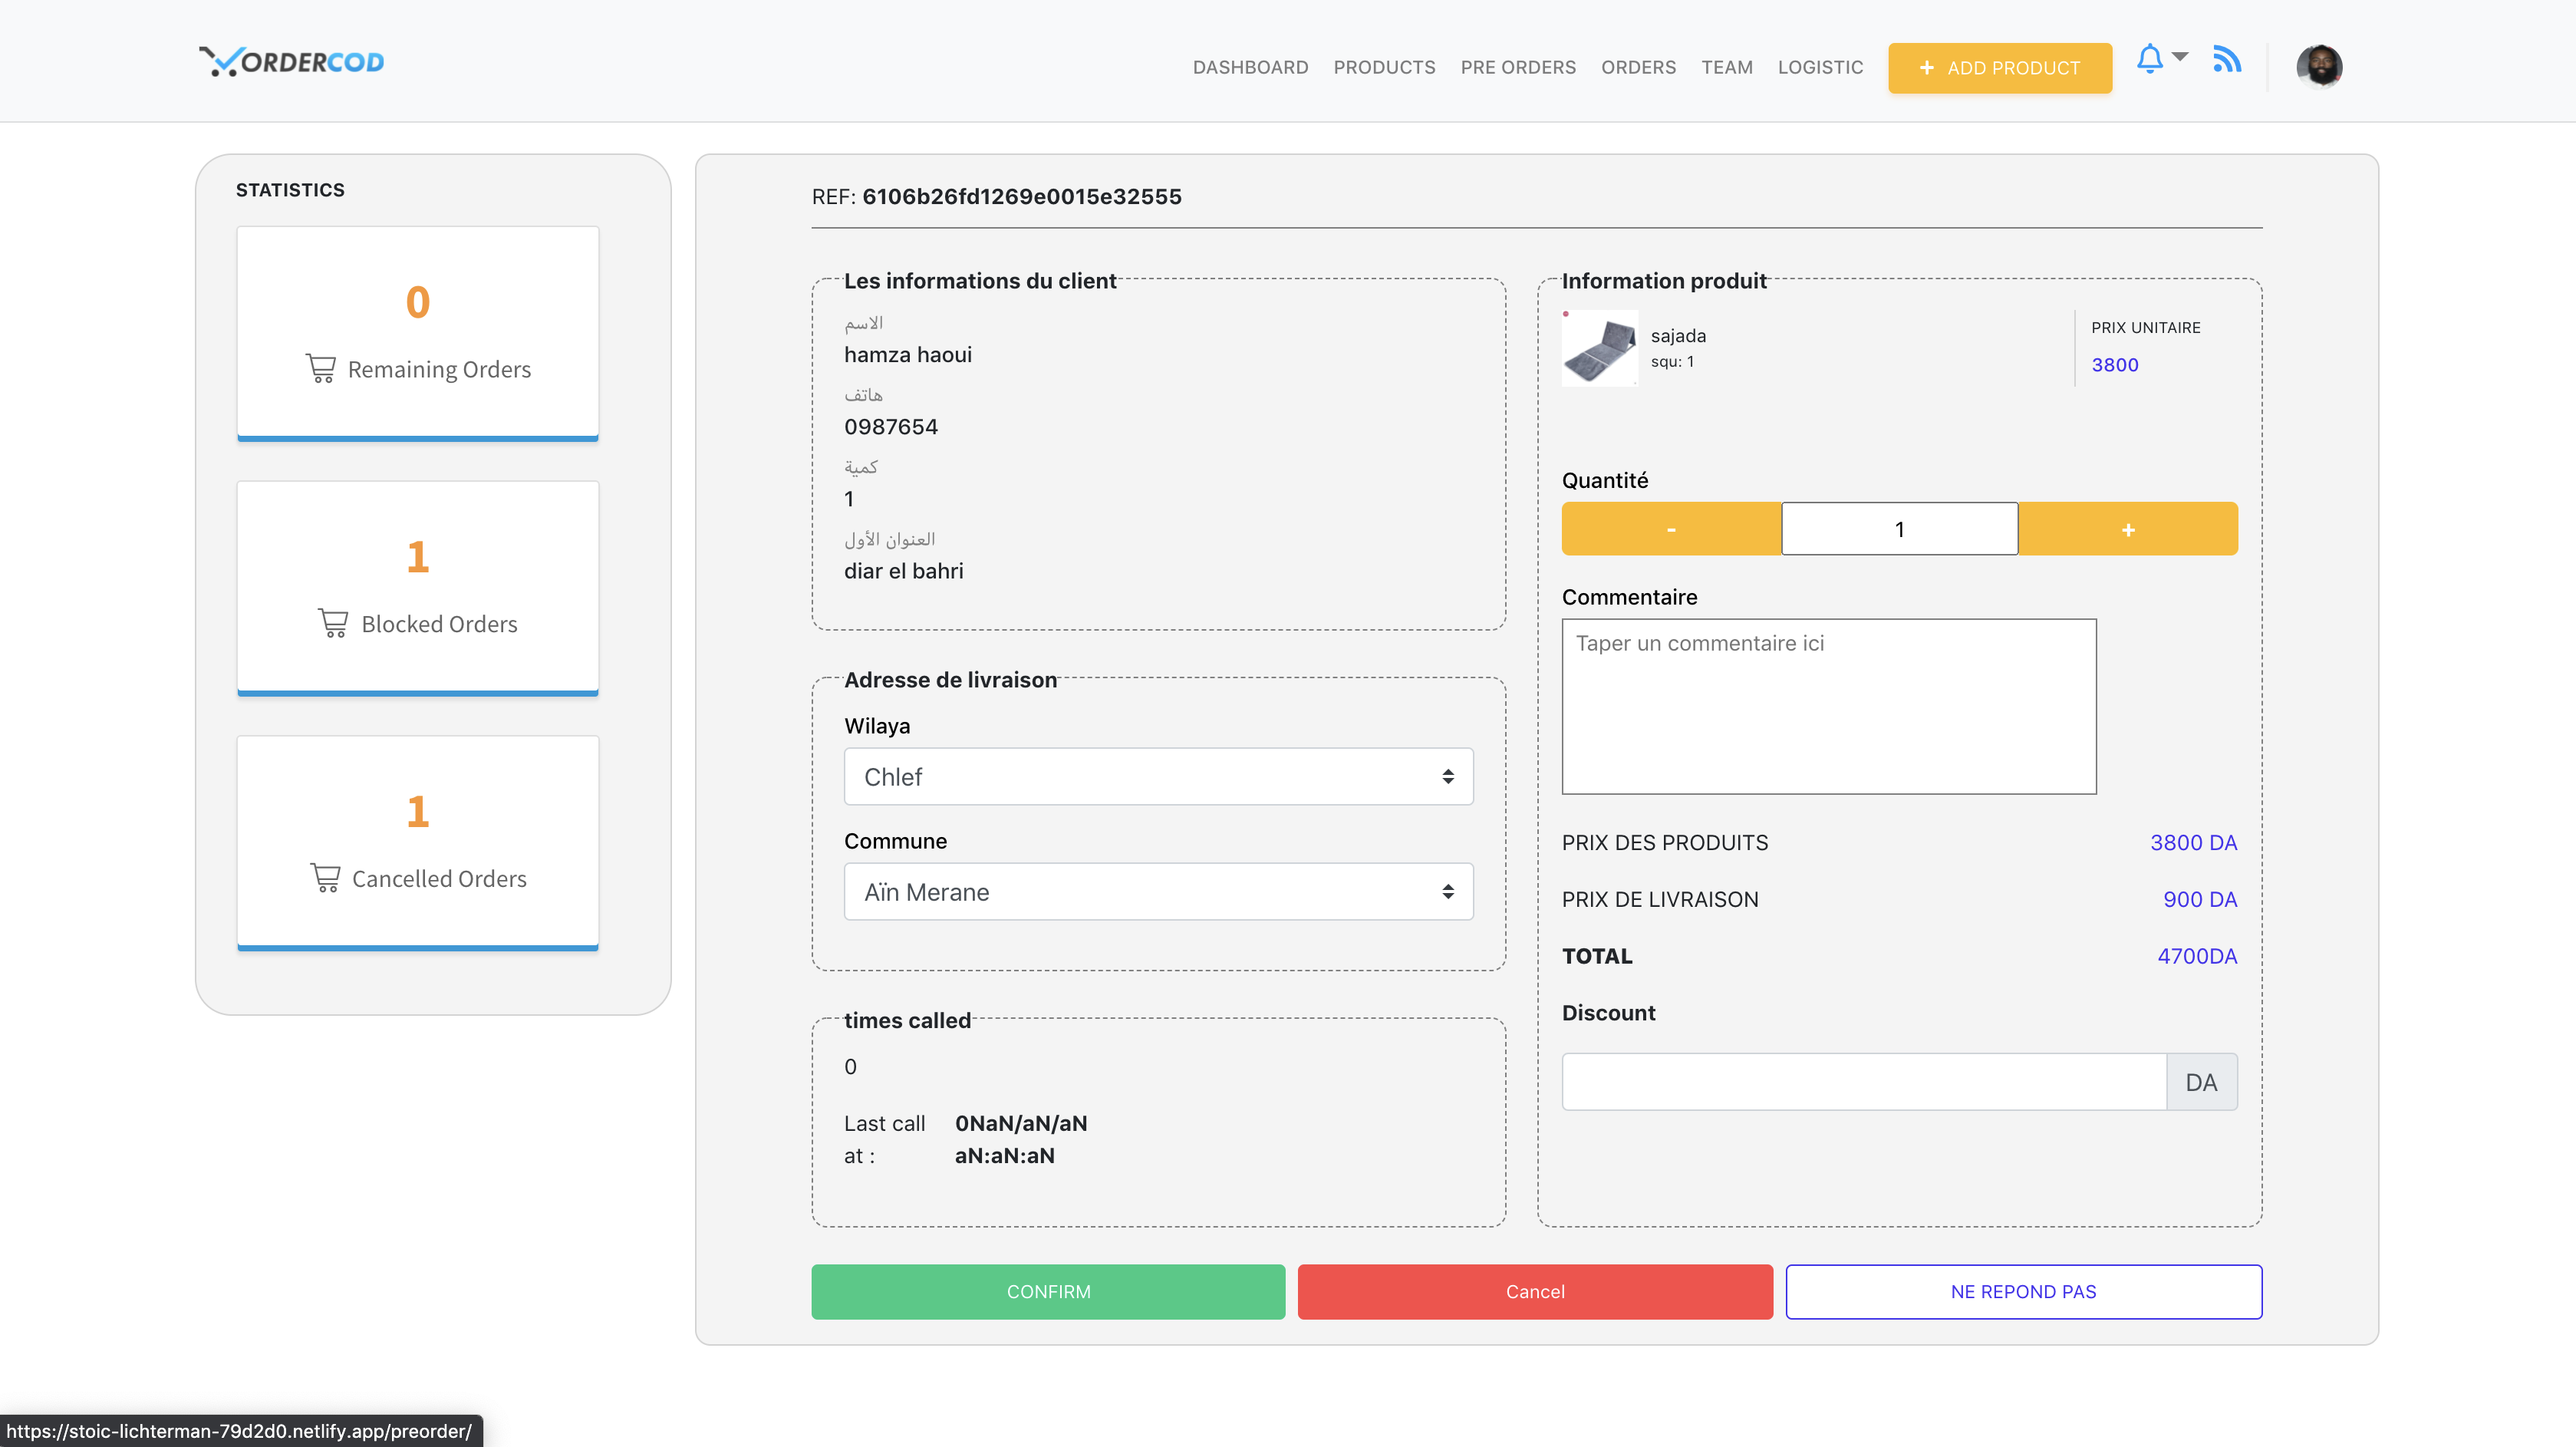 ORDERCOD
DASHBOARD PRODUCTS PRE ORDERS ORDERS TEAM LOGISTIC + ADD PRODUCT
STATISTICS
0
Remaining Orders
1
Blocked Orders
1
Cancelled Orders
REF: 6106b26fd1269e0015e32555
Les informations du client
الاسم
hamza haoui
هاتف
0987654
كمية
1
العنوان الأول
diar el bahri
Adresse de livraison
Wilaya
Chlef
Commune
Aïn Merane
times called
0
Last call at :
0NaN/aN/aN
aN:aN:aN
Information produit
sajada
squ: 1
PRIX UNITAIRE
3800
Quantité
- 1 +
Commentaire
Taper un commentaire ici
PRIX DES PRODUITS 3800 DA
PRIX DE LIVRAISON 900 DA
TOTAL 4700DA
Discount
DA
CONFIRM Cancel NE REPOND PAS
https://stoic-lichterman-79d2d0.netlify.app/preorder/